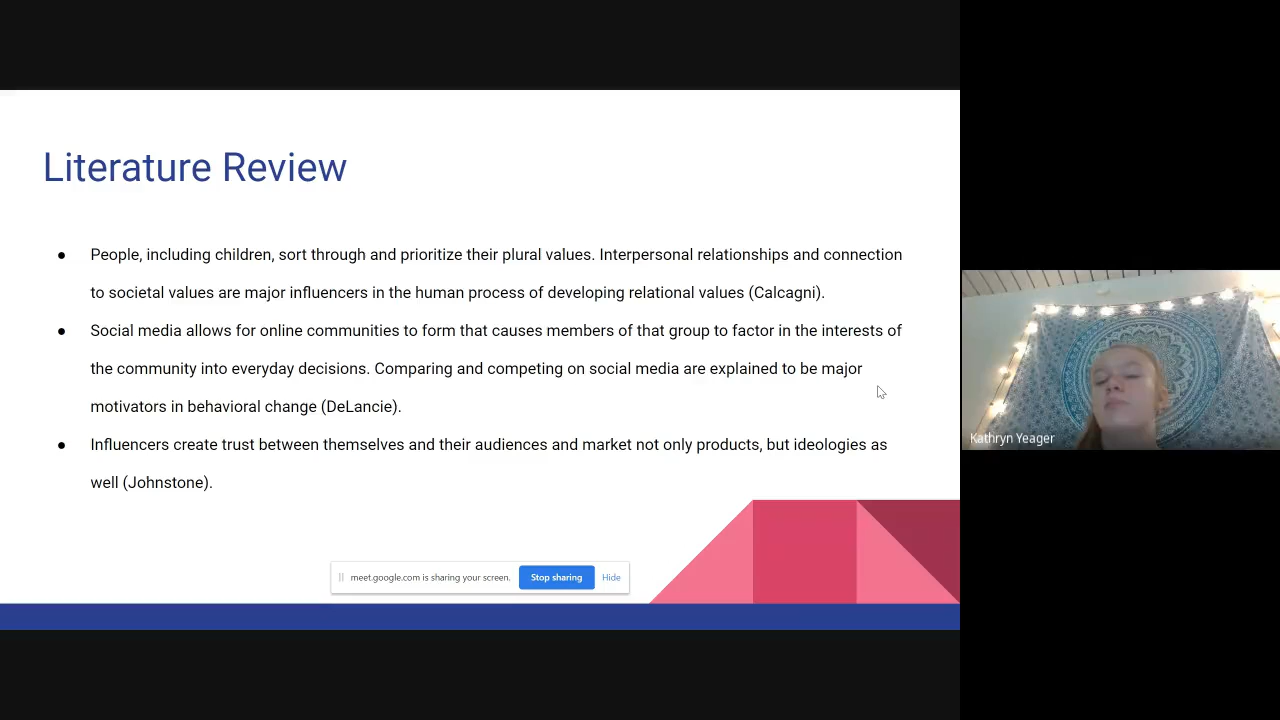 Literature Review
● People, including children, sort through and prioritize their plural values. Interpersonal relationships and connection
to societal values are major influencers in the human process of developing relational values (Calcagni).
● Social media allows for online communities to form that causes members of that group to factor in the interests of
the community into everyday decisions. Comparing and competing on social media are explained to be major
motivators in behavioral change (DeLancie).
● Influencers create trust between themselves and their audiences and market not only products, but ideologies as
well (Johnstone).
meet.google.com is sharing your screen. Stop sharing Hide
Kathryn Yeager